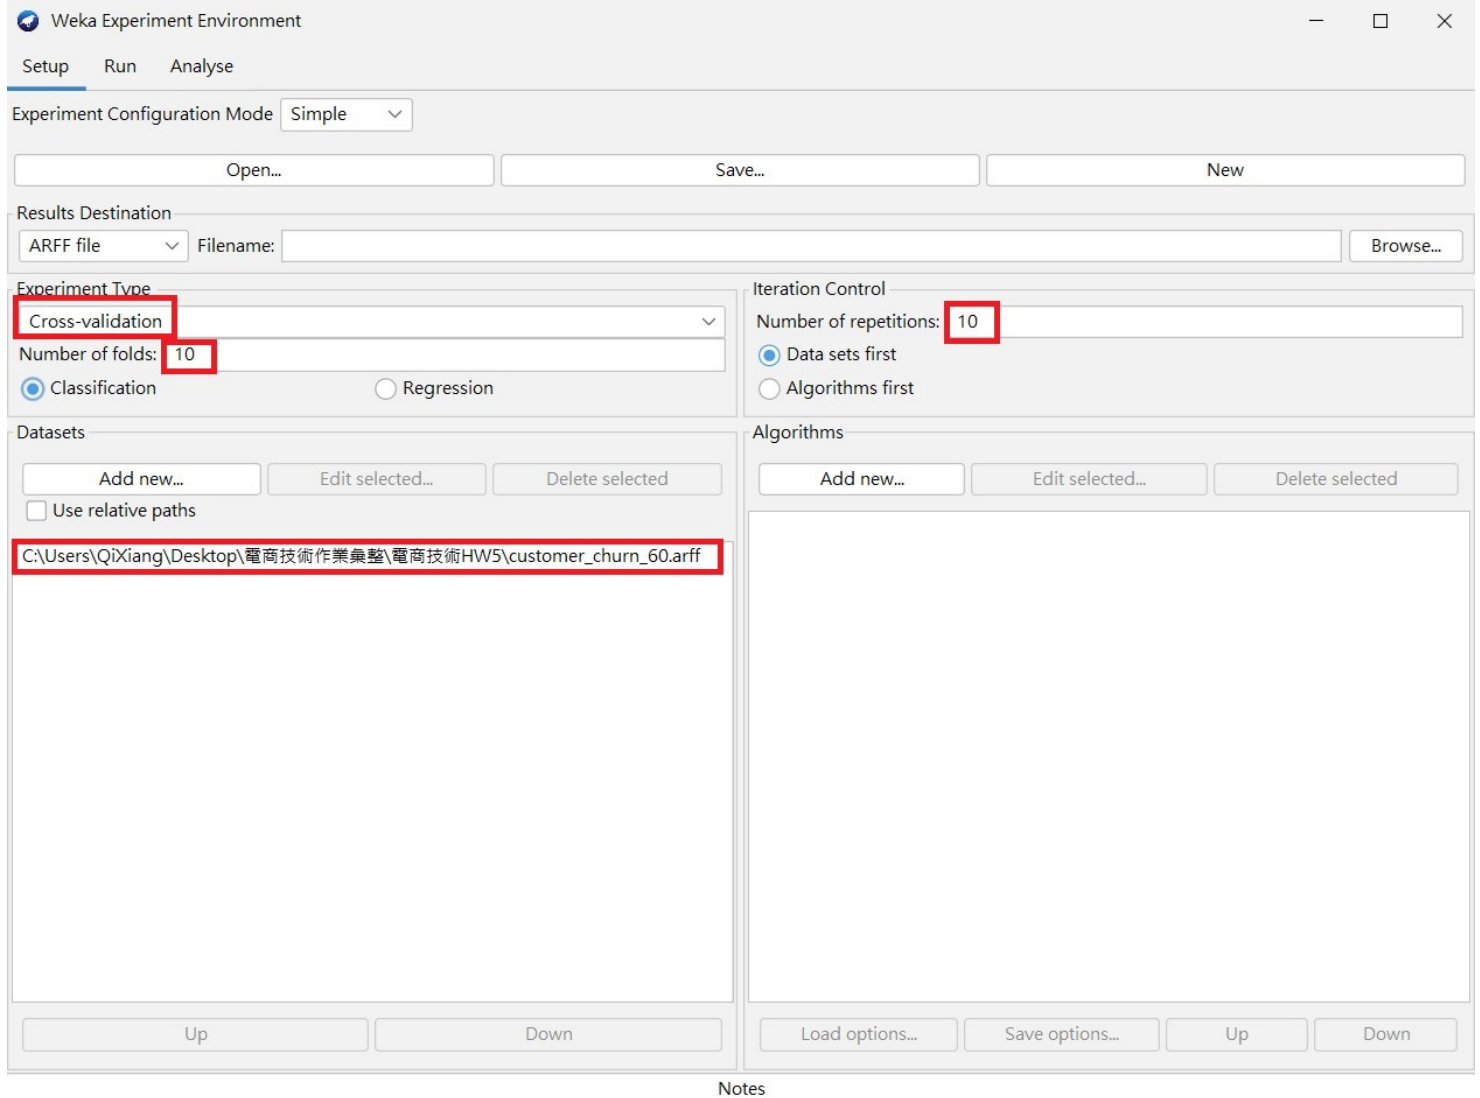 Weka Experiment Environment
Setup Run Analyse
Experiment Configuration Mode Simple
Open... Save... New
Results Destination
ARFF file Filename: Browse...
Experiment Type
Cross-validation
Number of folds: 10
Classification Regression
Iteration Control
Number of repetitions: 10
Data sets first
Algorithms first
Datasets
Add new... Edit selected... Delete selected
Use relative paths
C:\Users\QiXiang\Desktop\電商技術作業彙整\電商技術HW5\customer_churn_60.arff
Up Down
Algorithms
Add new... Edit selected... Delete selected
Load options... Save options... Up Down
Notes